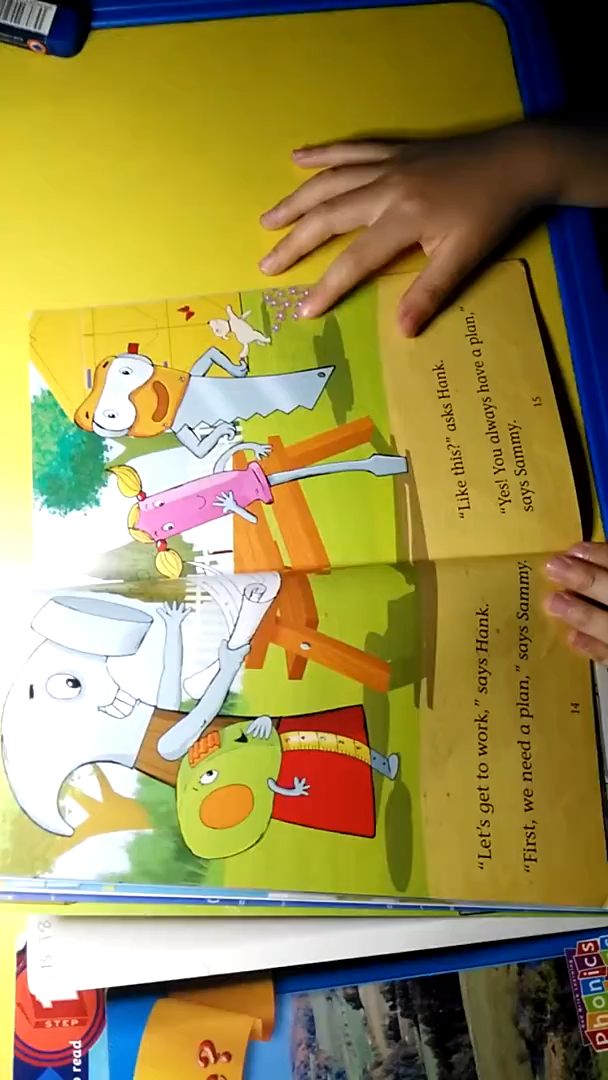 "Let's get to work," says Hank.
"First, we need a plan," says Sammy.
14
"Like this?" asks Hank.
"Yes! You always have a plan,"
says Sammy.
15
STEP
read
Phonics